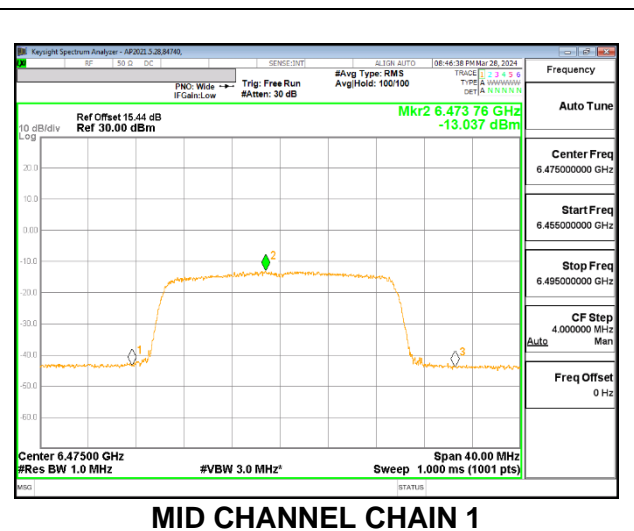 Keysight Spectrum Analyzer - AP2021.5.28,84740,
RF 50 Ω DC SENSE:INT ALIGN AUTO 08:46:38 PM Mar 28, 2024
PNO: Wide Trig: Free Run #Avg Type: RMS TRACE 1 2 3 4 5 6
IFGain:Low #Atten: 30 dB Avg|Hold: 100/100 TYPE A WWWWW
DET A N N N N N
Frequency
Auto Tune
Center Freq
6.475000000 GHz
Start Freq
6.455000000 GHz
Stop Freq
6.495000000 GHz
CF Step
4.000000 MHz
Auto Man
Freq Offset
0 Hz
Ref Offset 15.44 dB Mkr2 6.473 76 GHz
10 dB/div Ref 30.00 dBm -13.037 dBm
Log
20.0
10.0
0.00
-10.0
-20.0
-30.0
-40.0
-50.0
-60.0
1
2
3
Center 6.47500 GHz Span 40.00 MHz
#Res BW 1.0 MHz #VBW 3.0 MHz* Sweep 1.000 ms (1001 pts)
MSG STATUS
MID CHANNEL CHAIN 1